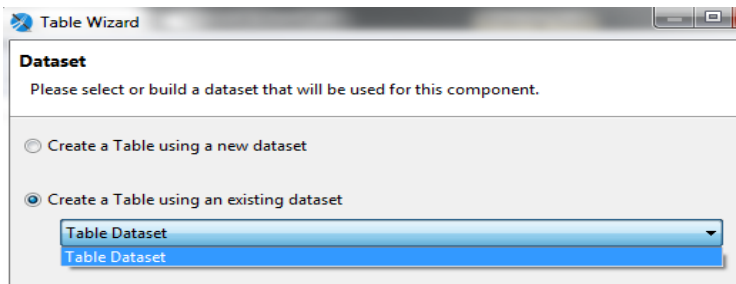 Table Wizard
Dataset
Please select or build a dataset that will be used for this component.
Create a Table using a new dataset
Create a Table using an existing dataset
Table Dataset
Table Dataset